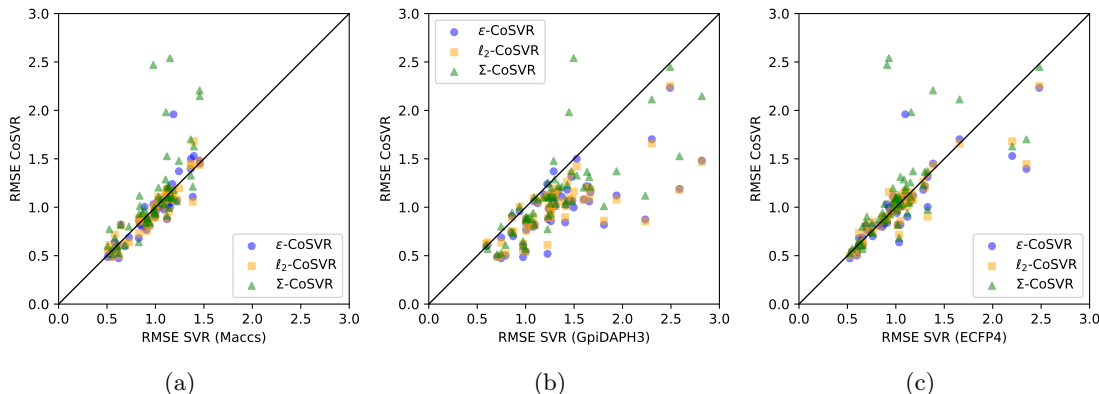 3.0
2.5
2.0
1.5
1.0
0.5
0.0
RMSE CoSVR
ε-CoSVR
ℓ2-CoSVR
Σ-CoSVR
0.0 0.5 1.0 1.5 2.0 2.5 3.0
RMSE SVR (Maccs)
(a)
3.0
2.5
2.0
1.5
1.0
0.5
0.0
RMSE CoSVR
ε-CoSVR
ℓ2-CoSVR
Σ-CoSVR
0.0 0.5 1.0 1.5 2.0 2.5 3.0
RMSE SVR (GpiDAPH3)
(b)
3.0
2.5
2.0
1.5
1.0
0.5
0.0
RMSE CoSVR
ε-CoSVR
ℓ2-CoSVR
Σ-CoSVR
0.0 0.5 1.0 1.5 2.0 2.5 3.0
RMSE SVR (ECFP4)
(c)